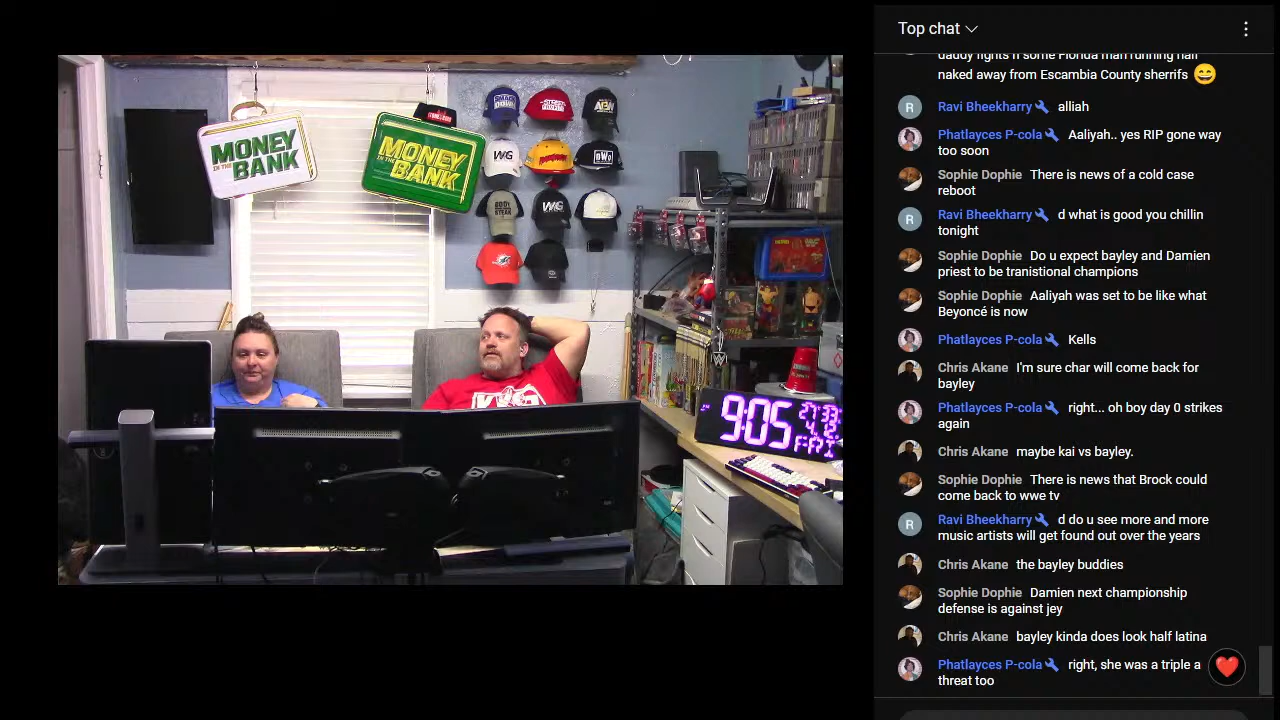 Top chat
daddy fights n some Florida man running half
naked away from Escambia County sherrifs
R
Ravi Bheekharry alliah
Phatlayces P-cola Aaliyah.. yes RIP gone way
too soon
Sophie Dophie There is news of a cold case
reboot
R
Ravi Bheekharry d what is good you chillin
tonight
Sophie Dophie Do u expect bayley and Damien
priest to be tranistional champions
Sophie Dophie Aaliyah was set to be like what
Beyoncé is now
Phatlayces P-cola Kells
Chris Akane I'm sure char will come back for
bayley
Phatlayces P-cola right... oh boy day 0 strikes
again
Chris Akane maybe kai vs bayley.
Sophie Dophie There is news that Brock could
come back to wwe tv
R
Ravi Bheekharry d do u see more and more
music artists will get found out over the years
Chris Akane the bayley buddies
Sophie Dophie Damien next championship
defense is against jey
Chris Akane bayley kinda does look half latina
Phatlayces P-cola right, she was a triple a
threat too
MONEY
IN THE
BANK
MONEY
IN THE
BANK
WG
nWo
WG
9:05
FRI